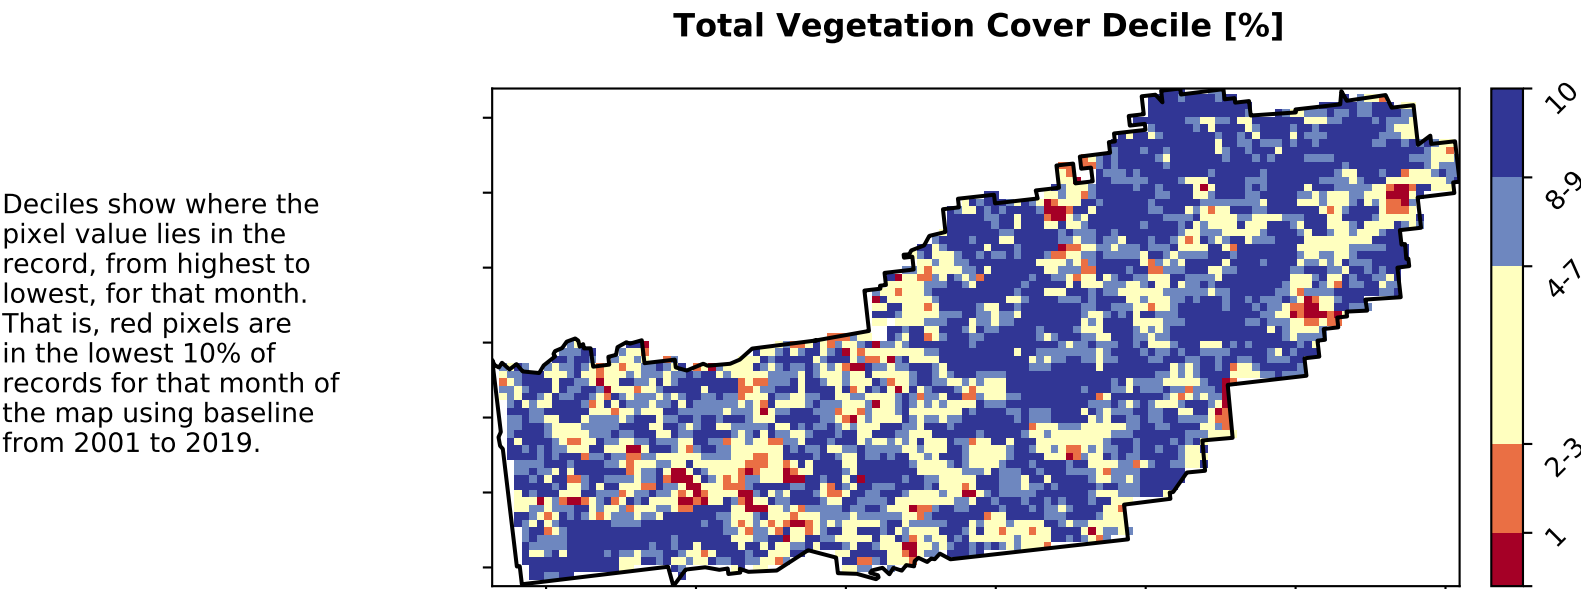 Total Vegetation Cover Decile [%]
Deciles show where the
pixel value lies in the
record, from highest to
lowest, for that month.
That is, red pixels are
in the lowest 10% of
records for that month of
the map using baseline
from 2001 to 2019.
10
8-9
4-7
2-3
1